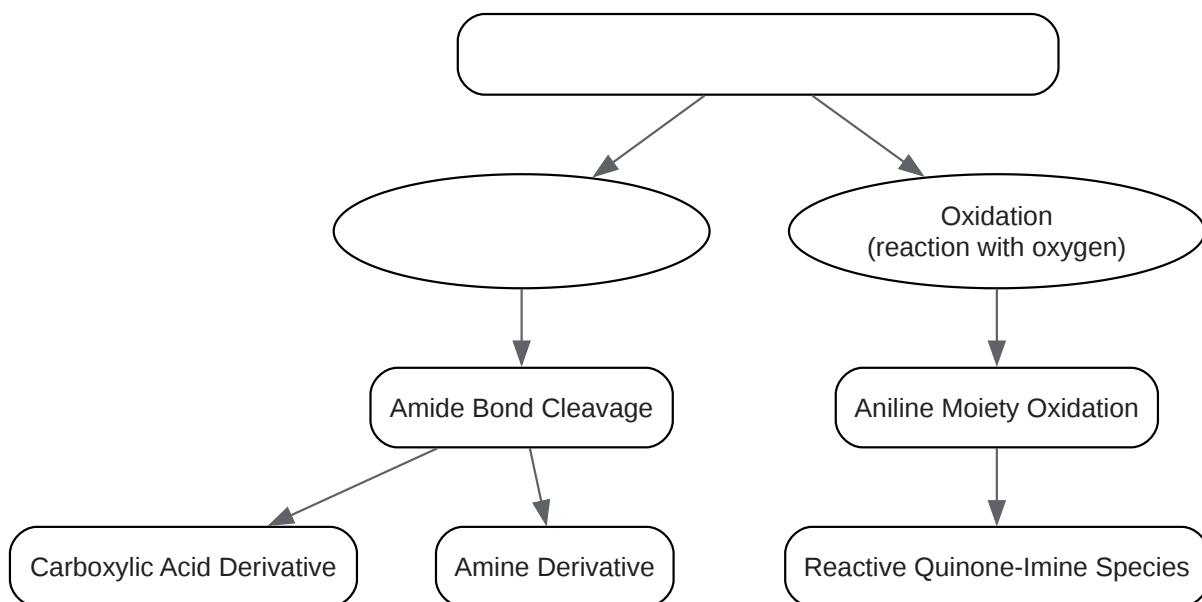 Oxidation
(reaction with oxygen)
Amide Bond Cleavage
Aniline Moiety Oxidation
Carboxylic Acid Derivative
Amine Derivative
Reactive Quinone-Imine Species